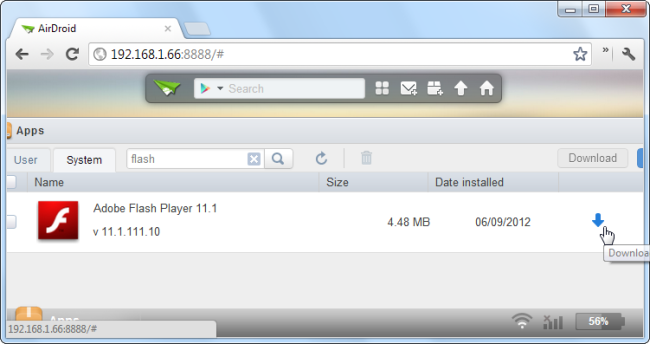 AirDroid
192.168.1.66:8888/#
Search
Apps
User System flash Download
Name Size Date installed
Adobe Flash Player 11.1
v 11.1.111.10
4.48 MB 06/09/2012
Downloa
Apps
192.168.1.66:8888/#
56%